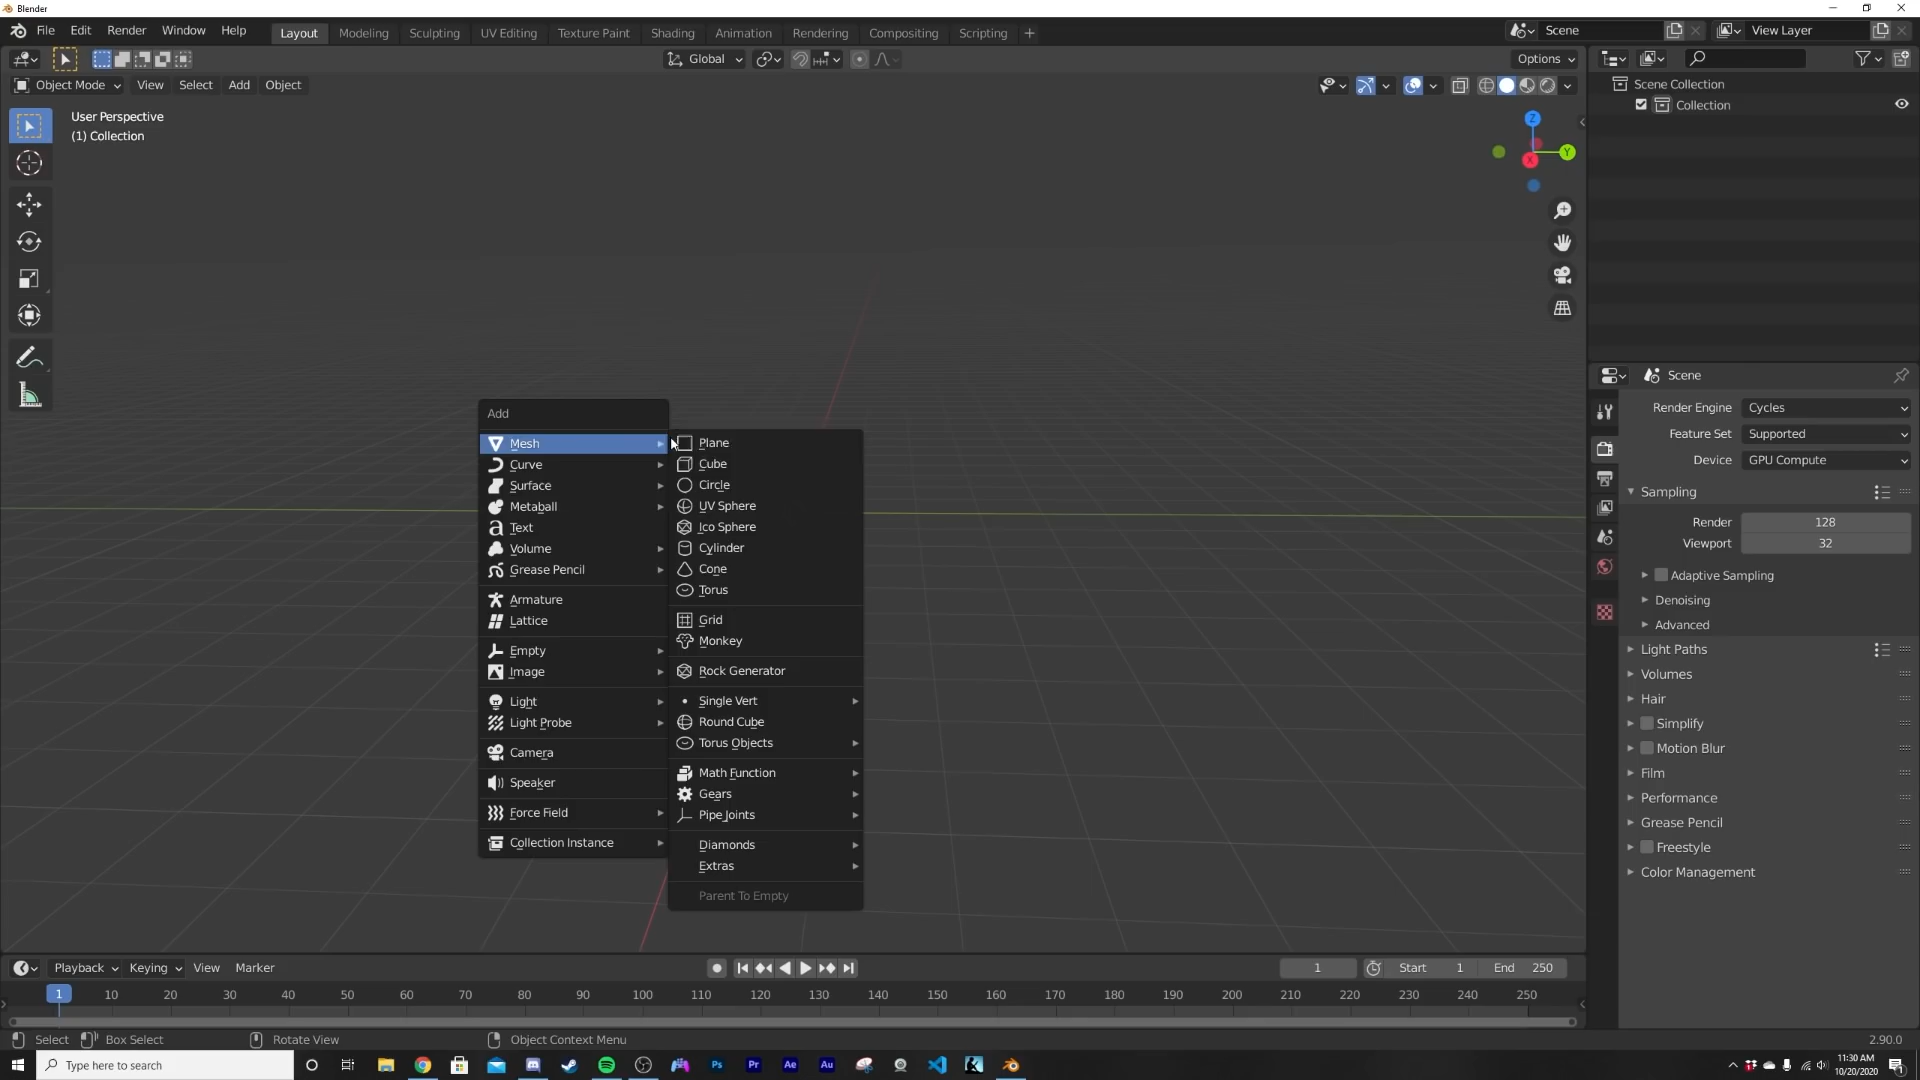 Blender
File Edit Render Window Help Layout Modeling Sculpting UV Editing Texture Paint Shading Animation Rendering Compositing Scripting + Scene View Layer
Global Options
Object Mode View Select Add Object
Scene Collection
Collection
User Perspective
(1) Collection
Z
Y
X
Scene
Render Engine Cycles
Feature Set Supported
Device GPU Compute
Sampling
Render 128
Viewport 32
Adaptive Sampling
Denoising
Advanced
Light Paths
Volumes
Hair
Simplify
Motion Blur
Film
Performance
Grease Pencil
Freestyle
Color Management
Add
Mesh
Curve
Surface
Metaball
Text
Volume
Grease Pencil
Armature
Lattice
Empty
Image
Light
Light Probe
Camera
Speaker
Force Field
Collection Instance
Plane
Cube
Circle
UV Sphere
Ico Sphere
Cylinder
Cone
Torus
Grid
Monkey
Rock Generator
Single Vert
Round Cube
Torus Objects
Math Function
Gears
Pipe Joints
Diamonds
Extras
Parent To Empty
Playback Keying View Marker 1 Start 1 End 250
1 10 20 30 40 50 60 70 80 90 100 110 120 130 140 150 160 170 180 190 200 210 220 230 240 250
Select Box Select Rotate View Object Context Menu 2.90.0
Type here to search Ps Pr Ae Au 11:30 AM
10/20/2020